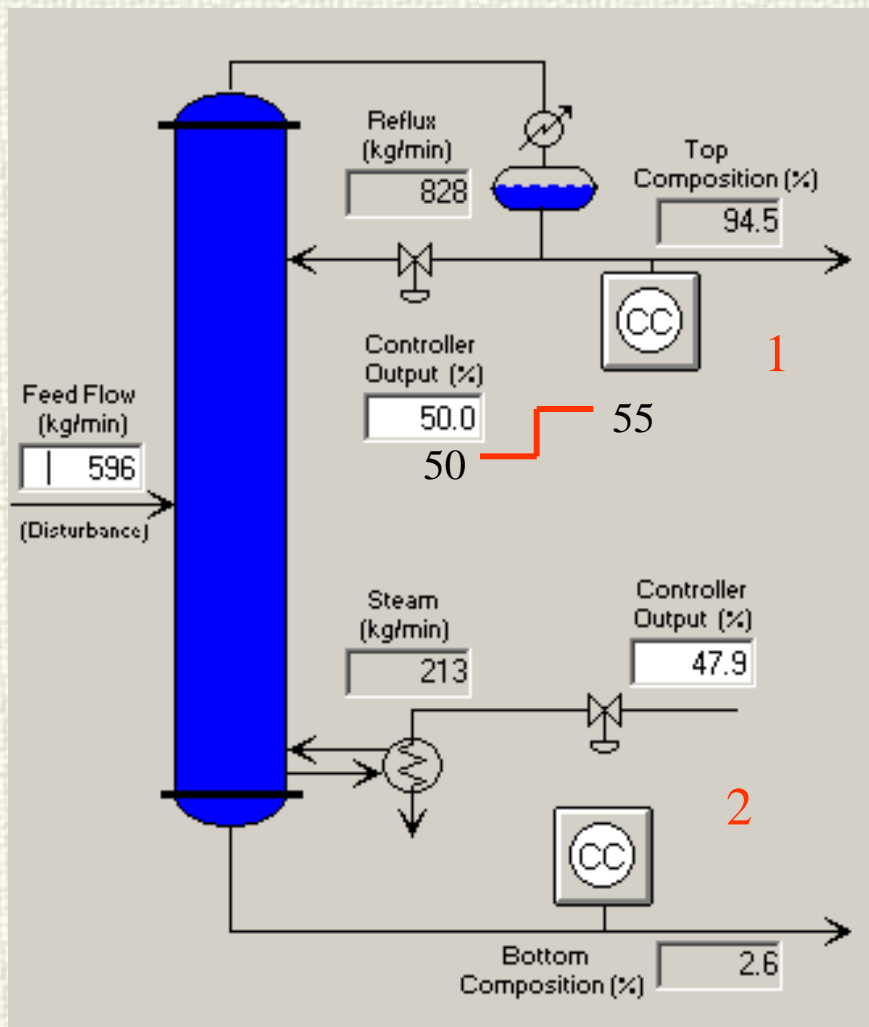 Reflux
(kg/min)
828
Top
Composition (%)
94.5
CC
1
Controller
Output (%)
50.0
55
50
Feed Flow
(kg/min)
596
(Disturbance)
Steam
(kg/min)
213
Controller
Output (%)
47.9
2
CC
Bottom
Composition (%)
2.6